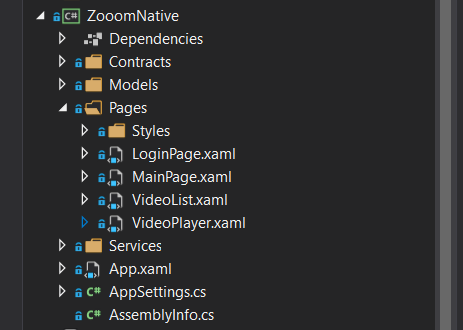 C# ZooomNative
Dependencies
Contracts
Models
Pages
Styles
LoginPage.xaml
MainPage.xaml
VideoList.xaml
VideoPlayer.xaml
Services
App.xaml
C# AppSettings.cs
C# AssemblyInfo.cs